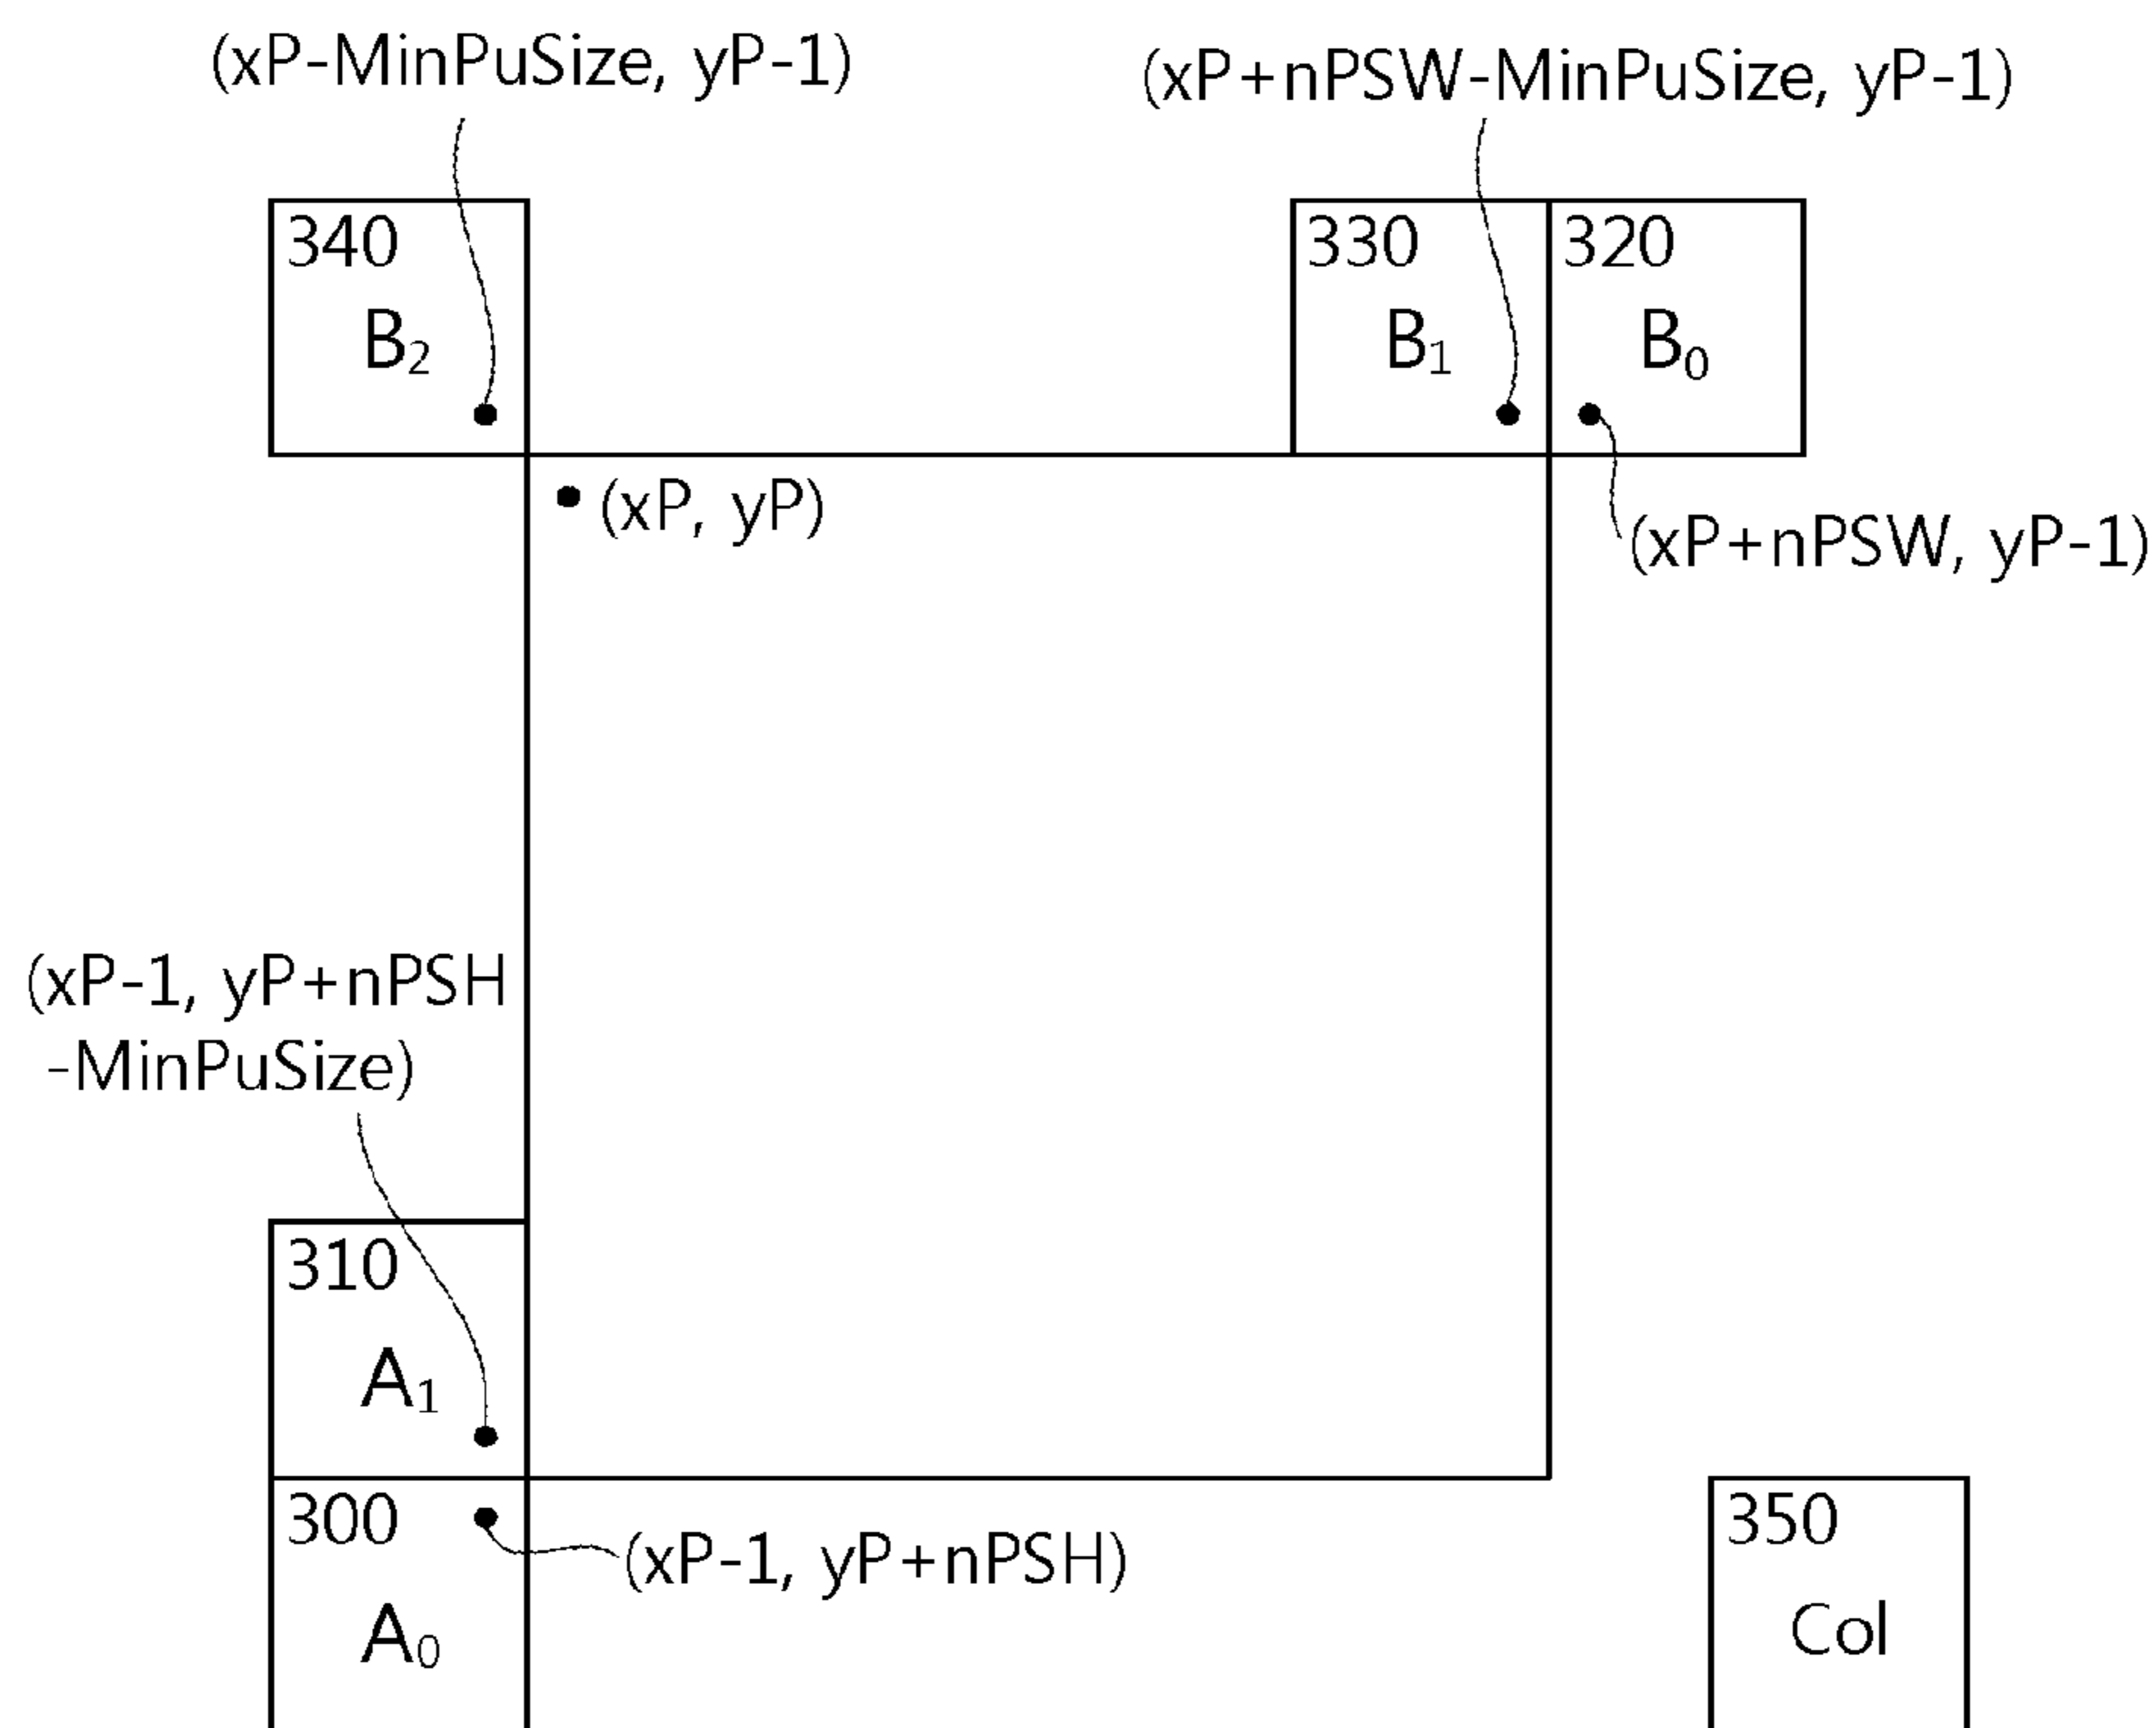 (xP-MinPuSize, yP-1)
(xP+nPSW-MinPuSize, yP-1)
340
B₂
330
B₁
320
B₀
(xP, yP)
(xP+nPSW, yP-1)
(xP-1, yP+nPSH
-MinPuSize)
310
A₁
300
A₀
(xP-1, yP+nPSH)
350
Col